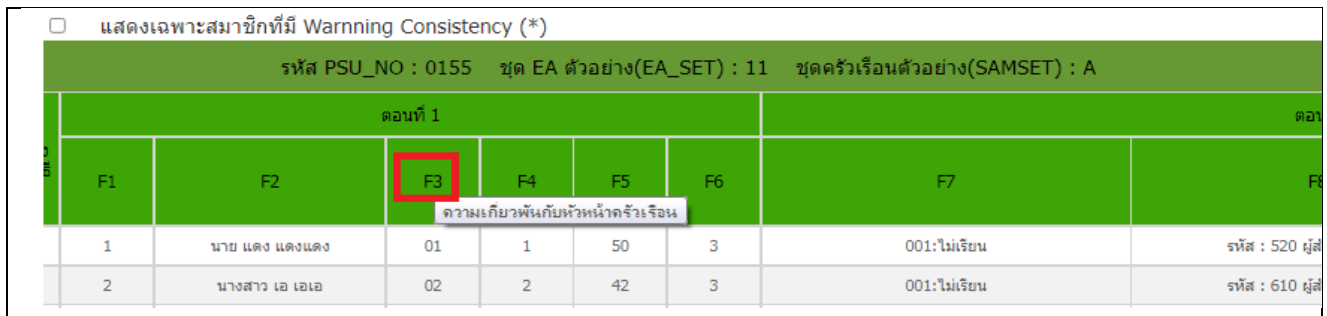 แสดงเฉพาะสมาชิกที่มี Warnning Consistency (*)
รหัส PSU_NO : 0155 ชุด EA ตัวอย่าง(EA_SET) : 11 ชุดครัวเรือนตัวอย่าง(SAMSET) : A
ตอนที่ 1
F1 F2 F3 F4 F5 F6 F7
ความเกี่ยวพันกับหัวหน้าครัวเรือน
1 นาย แดง แดงแดง 01 1 50 3 001:ไม่เรียน รหัส : 520
2 นางสาว เอ เอเอ 02 2 42 3 001:ไม่เรียน รหัส : 610